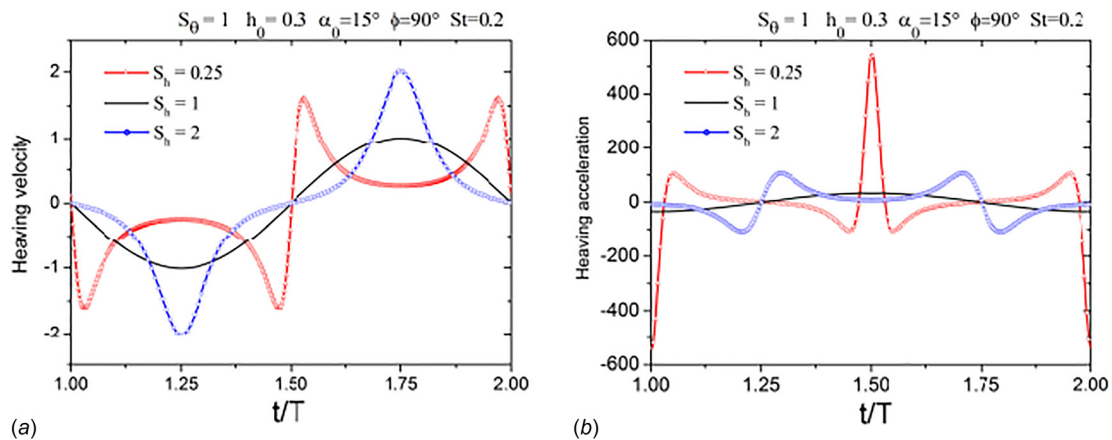 S_θ = 1 h_0 = 0.3 α_0=15° ϕ=90° St=0.2
Heaving velocity
2
1
0
-1
-2
S_h = 0.25
S_h = 1
S_h = 2
1.00 1.25 1.50 1.75 2.00
t/T
(a)
S_θ = 1 h_0 = 0.3 α_0=15° ϕ=90° St=0.2
Heaving acceleration
600
400
200
0
-200
-400
-600
S_h = 0.25
S_h = 1
S_h = 2
1.00 1.25 1.50 1.75 2.00
t/T
(b)